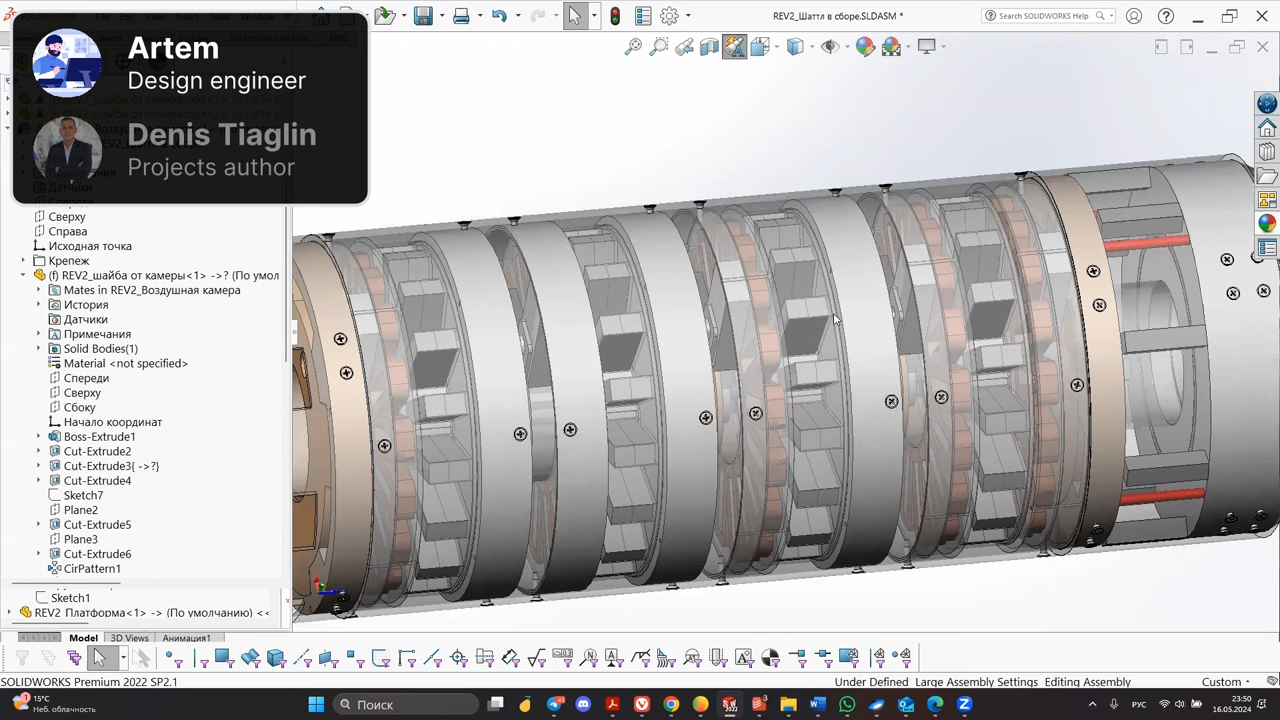 SOLIDWORKS
REV2_Шаттл в сборе.SLDASM *
Search SOLIDWORKS Help
Artem
Design engineer
Denis Tiaglin
Projects author
Датчики
Сверху
Справа
Исходная точка
Крепеж
(f) REV2_шайба от камеры<1> ->? (По умол
Mates in REV2_Воздушная камера
История
Датчики
Примечания
Solid Bodies(1)
Material <not specified>
Спереди
Сверху
Сбоку
Начало координат
Boss-Extrude1
Cut-Extrude2
Cut-Extrude3{ ->?}
Cut-Extrude4
Sketch7
Plane2
Cut-Extrude5
Plane3
Cut-Extrude6
CirPattern1
Sketch1
REV2_Платформа<1> -> (По умолчанию) <<
Model 3D Views Анимация1
SOLIDWORKS Premium 2022 SP2.1
Under Defined Large Assembly Settings Editing Assembly Custom
15°C
Неб. облачность
Поиск
РУС
23:50
16.05.2024